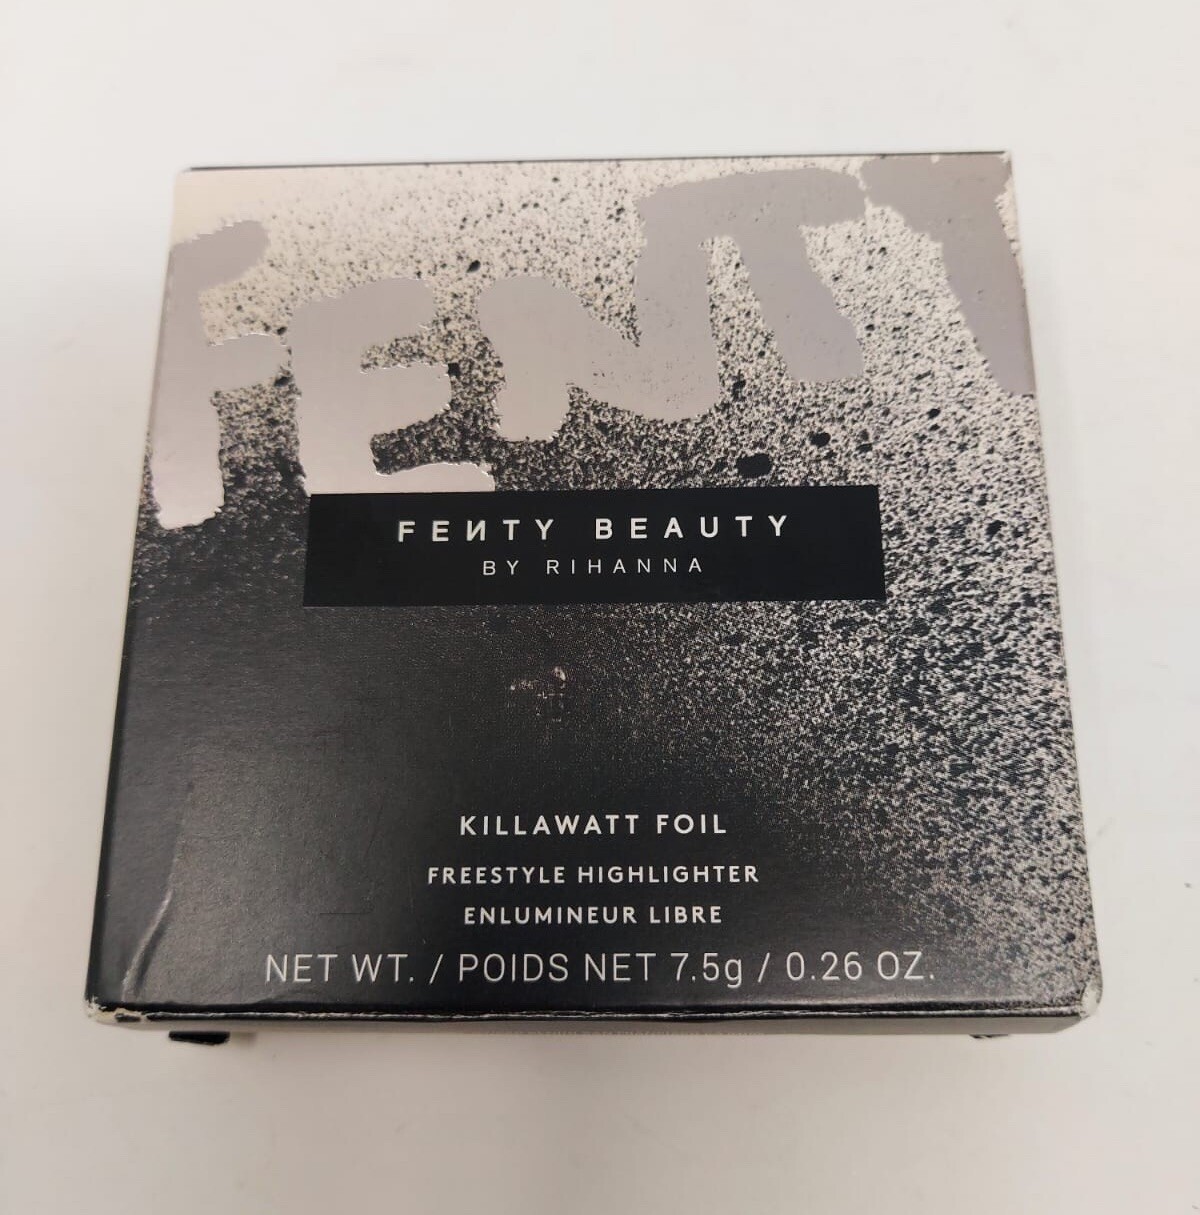 FENTY
FEИTY BEAUTY
BY RIHANNA
KILLAWATT FOIL
FREESTYLE HIGHLIGHTER
ENLUMINEUR LIBRE
NET WT. / POIDS NET 7.5g / 0.26 OZ.